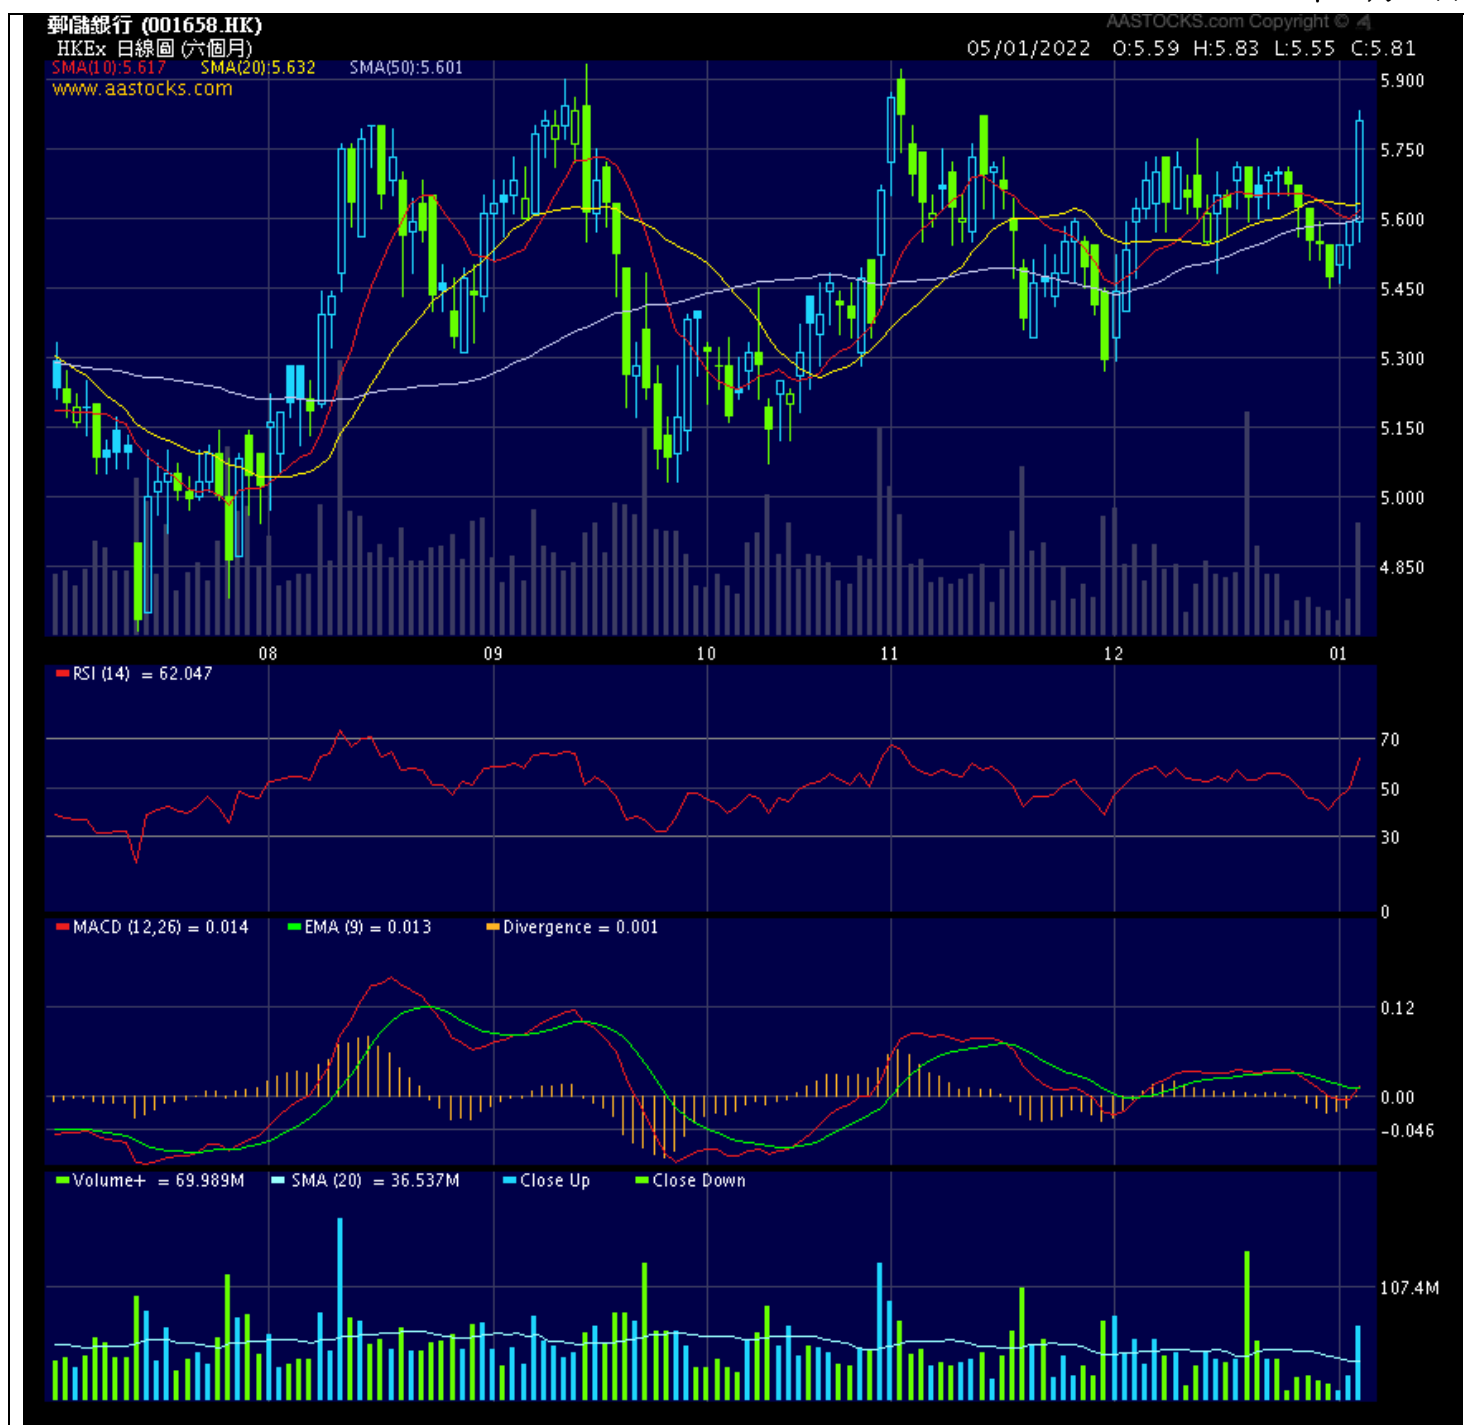 AASTOCKS.com Copyright ©
郵儲銀行 (001658.HK)
HKEx 日線圖 (六個月)
05/01/2022 O:5.59 H:5.83 L:5.55 C:5.81
SMA(10):5.617 SMA(20):5.632 SMA(50):5.601
www.aastocks.com
5.900
5.750
5.600
5.450
5.300
5.150
5.000
4.850
08 09 10 11 12 01
RSI (14) = 62.047
70
50
30
0
MACD (12,26) = 0.014 EMA (9) = 0.013 Divergence = 0.001
0.12
0.00
-0.046
Volume+ = 69.989M SMA (20) = 36.537M Close Up Close Down
107.4M